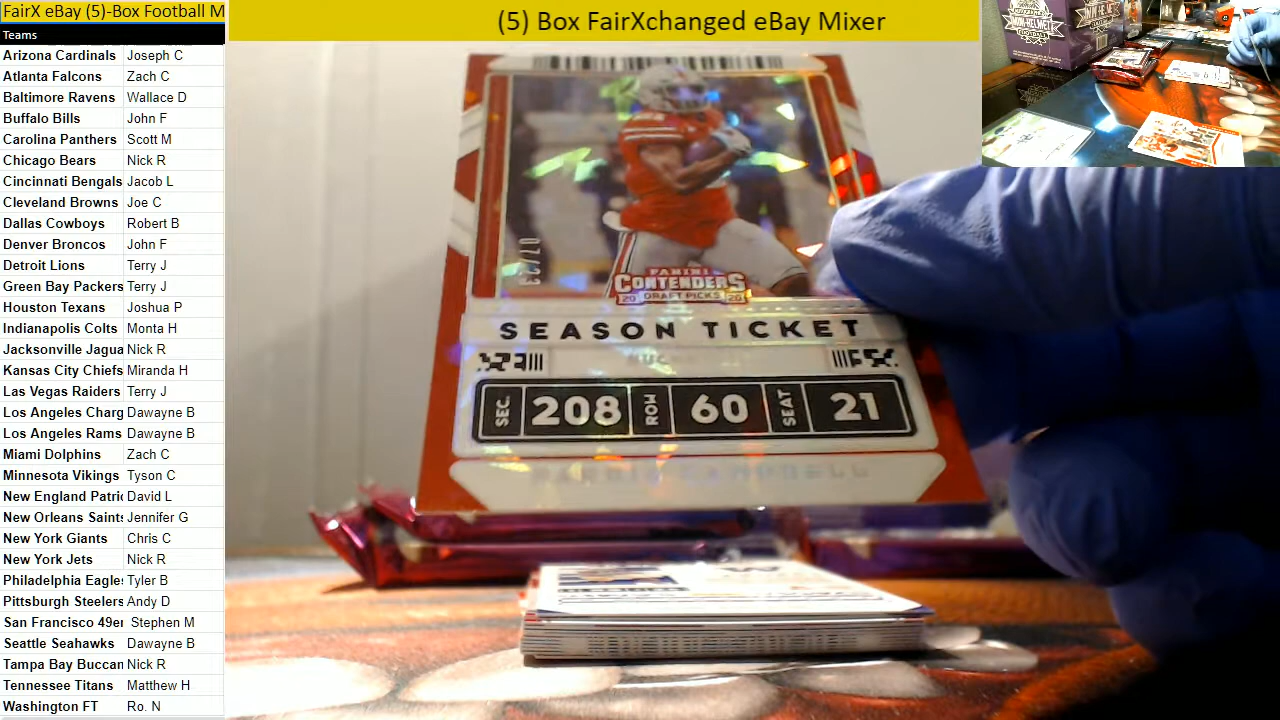 FairX eBay (5)-Box Football M
(5) Box FairXchanged eBay Mixer
Teams
Arizona Cardinals Joseph C
Atlanta Falcons Zach C
Baltimore Ravens Wallace D
Buffalo Bills John F
Carolina Panthers Scott M
Chicago Bears Nick R
Cincinnati Bengals Jacob L
Cleveland Browns Joe C
Dallas Cowboys Robert B
Denver Broncos John F
Detroit Lions Terry J
Green Bay Packers Terry J
Houston Texans Joshua P
Indianapolis Colts Monta H
Jacksonville Jagua Nick R
Kansas City Chiefs Miranda H
Las Vegas Raiders Terry J
Los Angeles Charg Dawayne B
Los Angeles Rams Dawayne B
Miami Dolphins Zach C
Minnesota Vikings Tyson C
New England Patri David L
New Orleans Saint Jennifer G
New York Giants Chris C
New York Jets Nick R
Philadelphia Eagle Tyler B
Pittsburgh Steelers Andy D
San Francisco 49er Stephen M
Seattle Seahawks Dawayne B
Tampa Bay Buccan Nick R
Tennessee Titans Matthew H
Washington FT Ro. N
07/23
PANINI
CONTENDERS
20 DRAFT PICKS 20
SEASON TICKET
SEC. 208 ROW 60 SEAT 21
PARRIS CAMPBELL